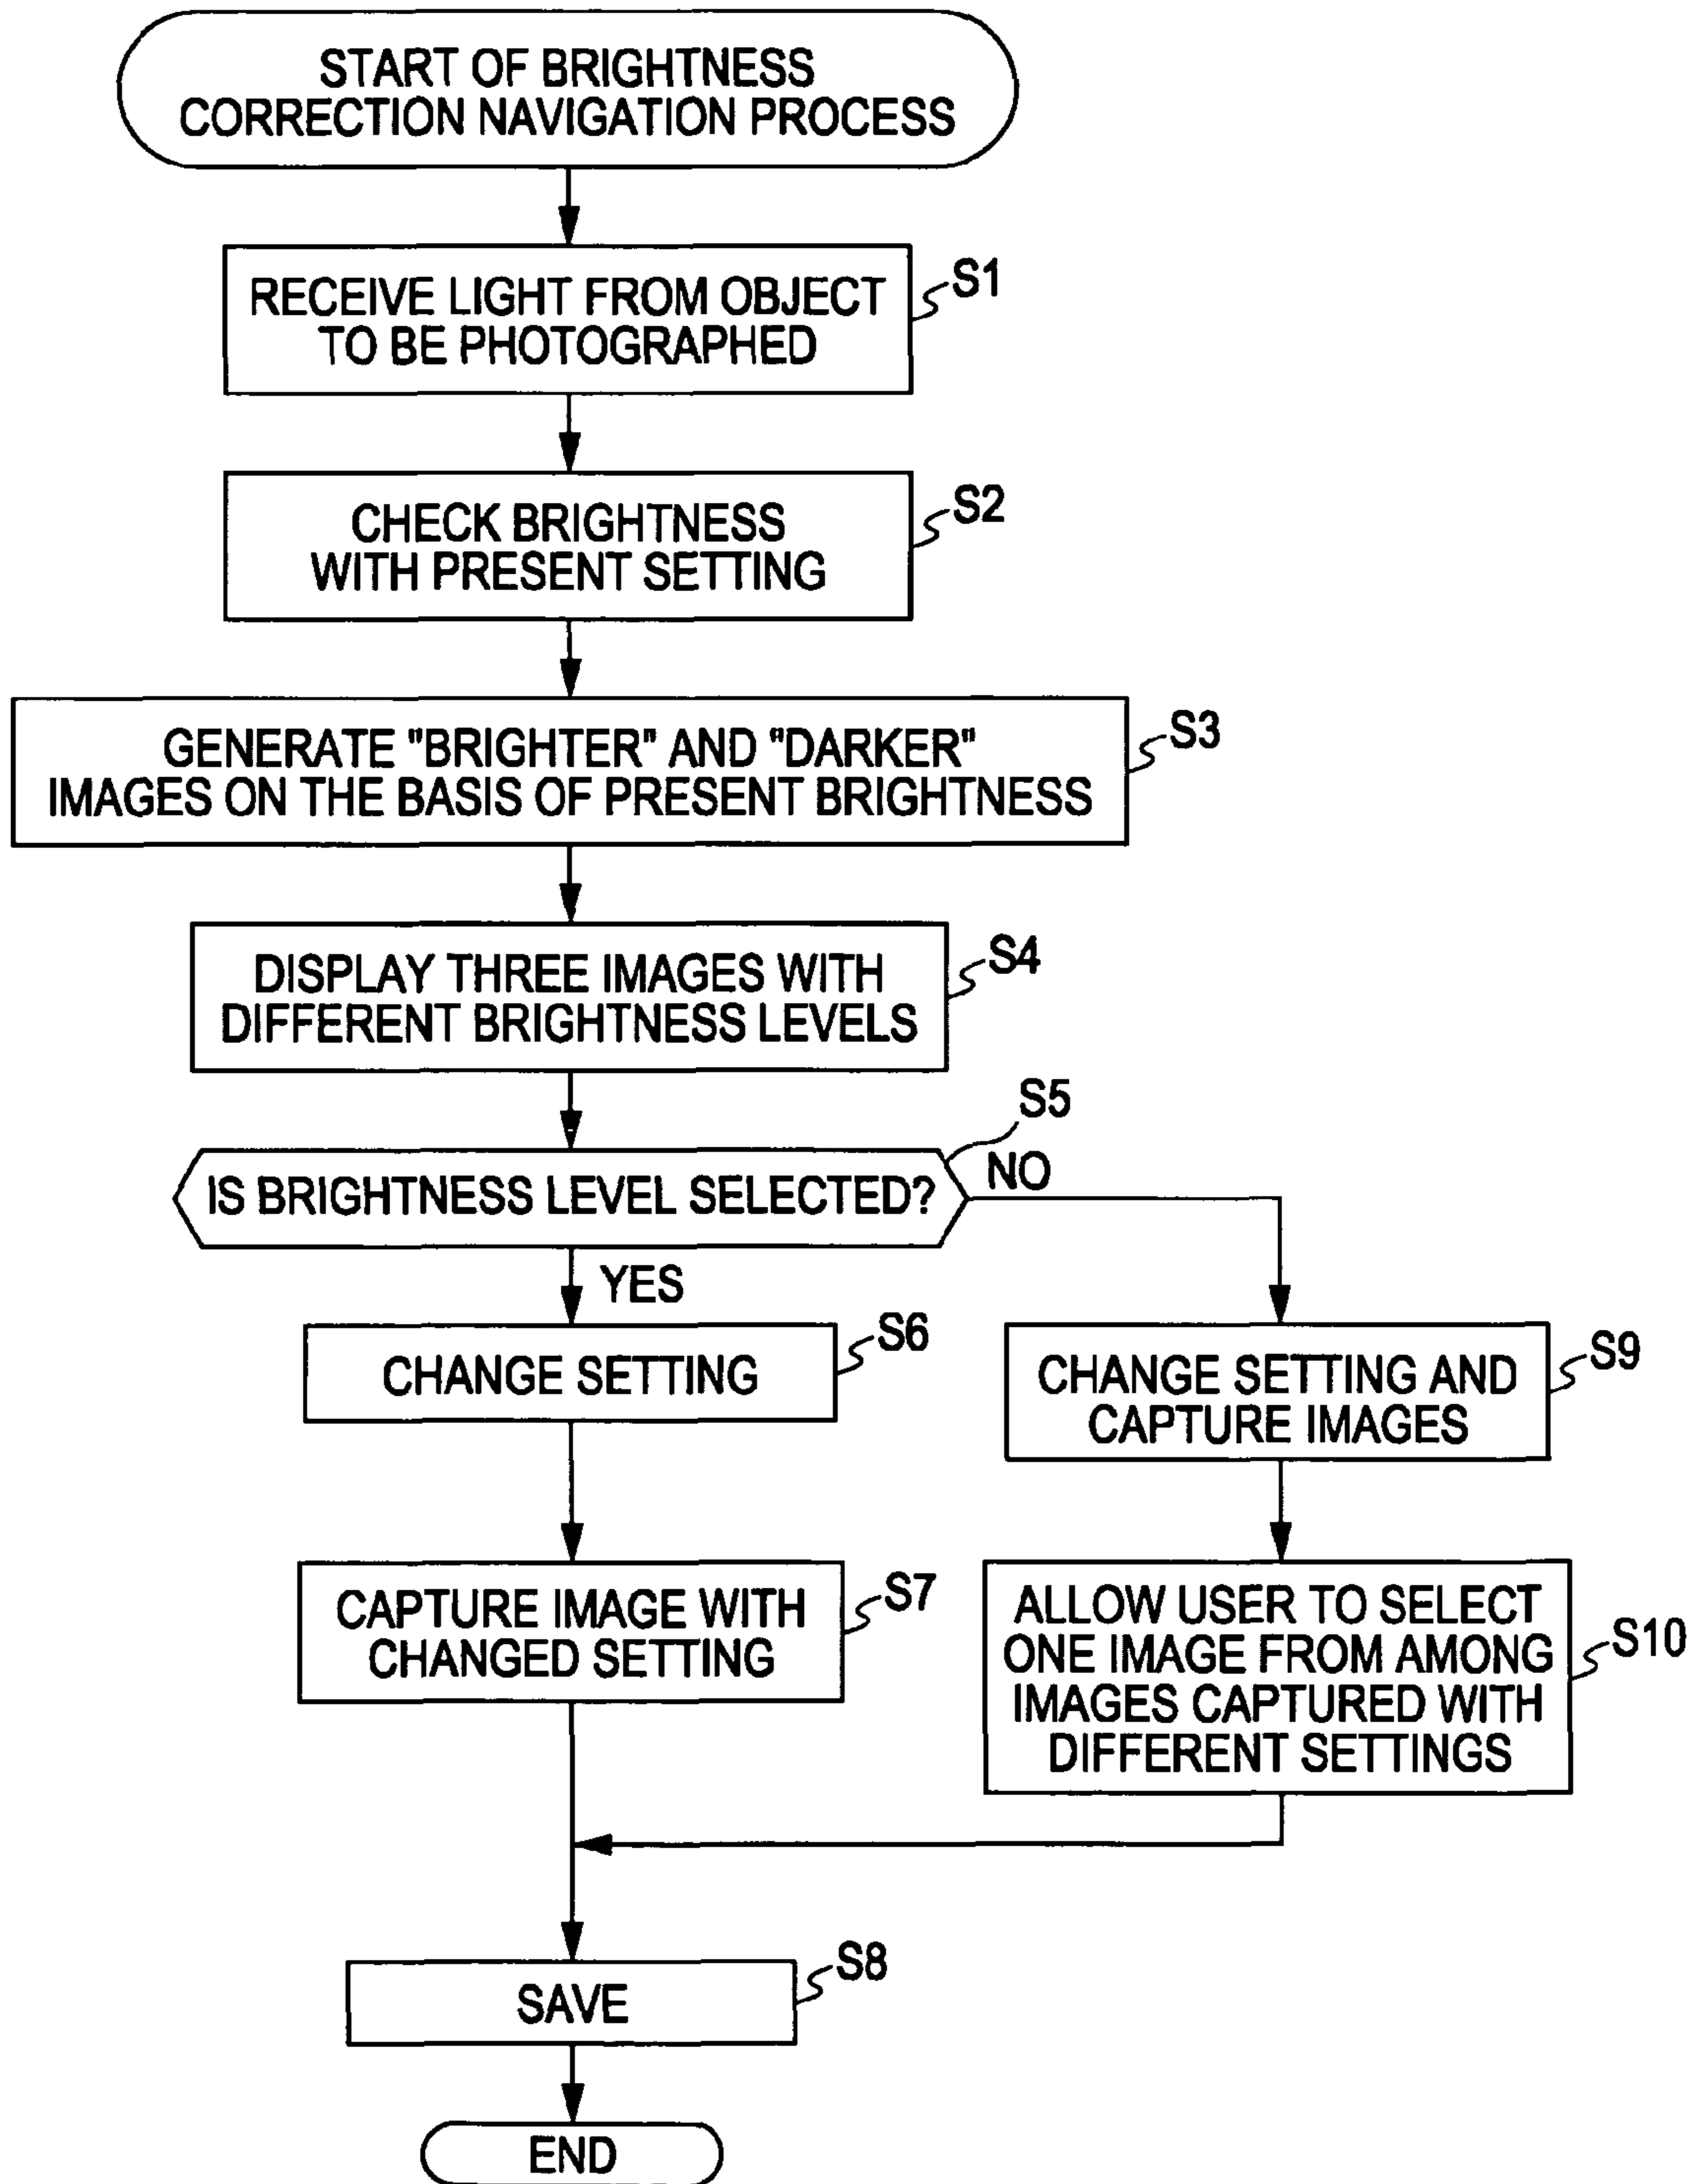 START OF BRIGHTNESS
CORRECTION NAVIGATION PROCESS
RECEIVE LIGHT FROM OBJECT
TO BE PHOTOGRAPHED
S1
CHECK BRIGHTNESS
WITH PRESENT SETTING
S2
GENERATE "BRIGHTER" AND "DARKER"
IMAGES ON THE BASIS OF PRESENT BRIGHTNESS
S3
DISPLAY THREE IMAGES WITH
DIFFERENT BRIGHTNESS LEVELS
S4
S5
IS BRIGHTNESS LEVEL SELECTED?
NO
YES
CHANGE SETTING
S6
CHANGE SETTING AND
CAPTURE IMAGES
S9
CAPTURE IMAGE WITH
CHANGED SETTING
S7
ALLOW USER TO SELECT
ONE IMAGE FROM AMONG
IMAGES CAPTURED WITH
DIFFERENT SETTINGS
S10
SAVE
S8
END